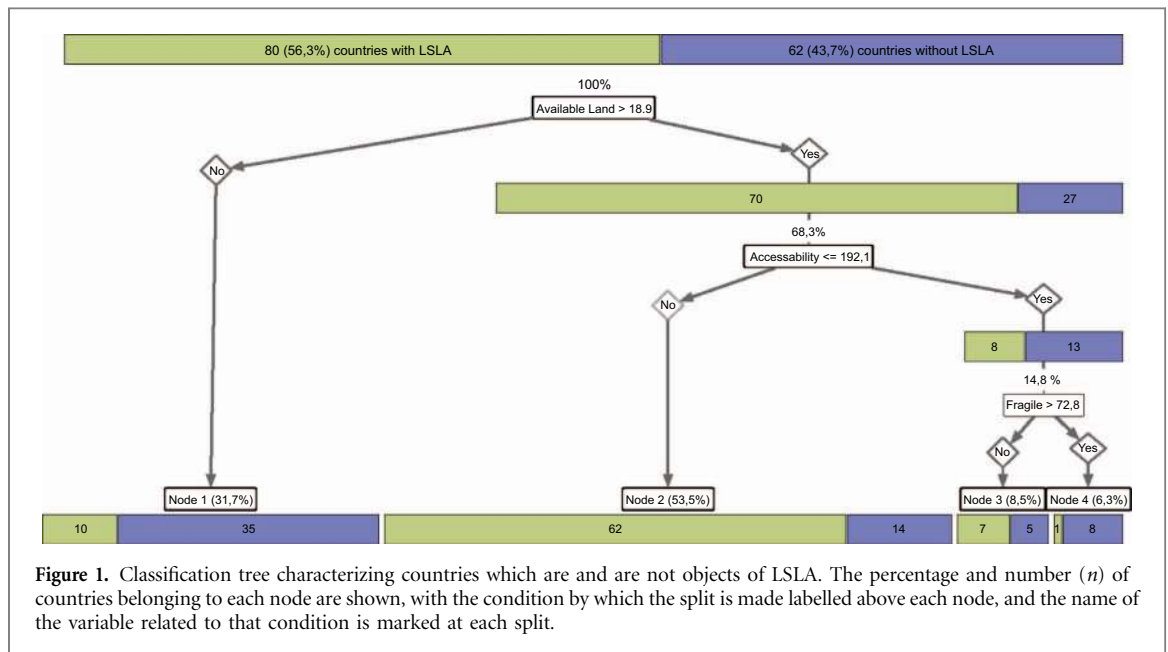 80 (56,3%) countries with LSLA
62 (43,7%) countries without LSLA
100%
Available Land > 18.9
No
Yes
70
27
68,3%
Accessability <= 192,1
No
Yes
8
13
14,8 %
Fragile > 72,8
No
Yes
Node 1 (31,7%)
Node 2 (53,5%)
Node 3 (8,5%)
Node 4 (6,3%)
10
35
62
14
7
5
1
8
Figure 1. Classification tree characterizing countries which are and are not objects of LSLA. The percentage and number (n) of
countries belonging to each node are shown, with the condition by which the split is made labelled above each node, and the name of
the variable related to that condition is marked at each split.